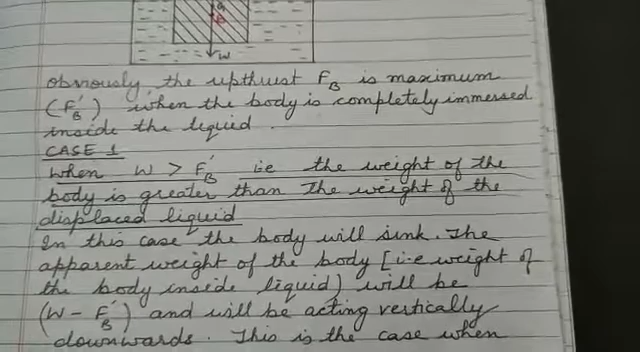 G
B
W
obviously, the upthrust F_B is maximum
(F_B') when the body is completely immersed
inside the liquid.
CASE 1
When W > F_B' i.e the weight of the
body is greater than The weight of the
displaced liquid
In this case the body will sink. The
apparent weight of the body [i.e weight of
the body inside liquid) will be
(W - F_B') and will be acting vertically
downwards. This is the case when